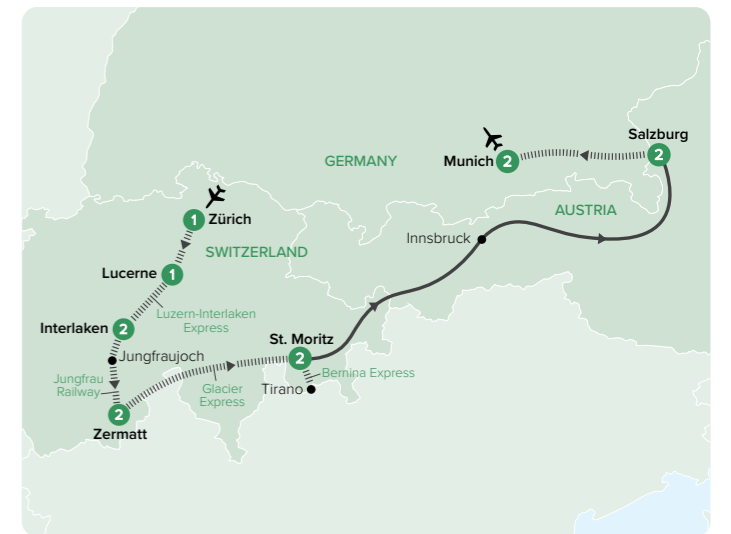 Salzburg
2
GERMANY
Munich
2
AUSTRIA
1
Zürich
Innsbruck
SWITZERLAND
Lucerne
1
Luzern-Interlaken
Express
Interlaken
2
St. Moritz
2
Jungfraujoch
Bernina Express
Jungfrau
Railway
Glacier
Express
Tirano
2
Zermatt